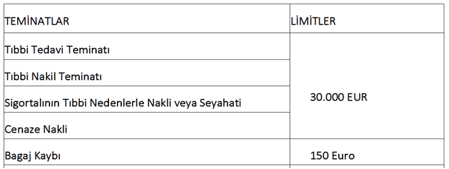 TEMİNATLAR
LİMİTLER
Tıbbi Tedavi Teminatı
Tıbbi Nakil Teminatı
Sigortalının Tıbbi Nedenlerle Nakli veya Seyahati
30.000 EUR
Cenaze Nakli
Bagaj Kaybı
150 Euro